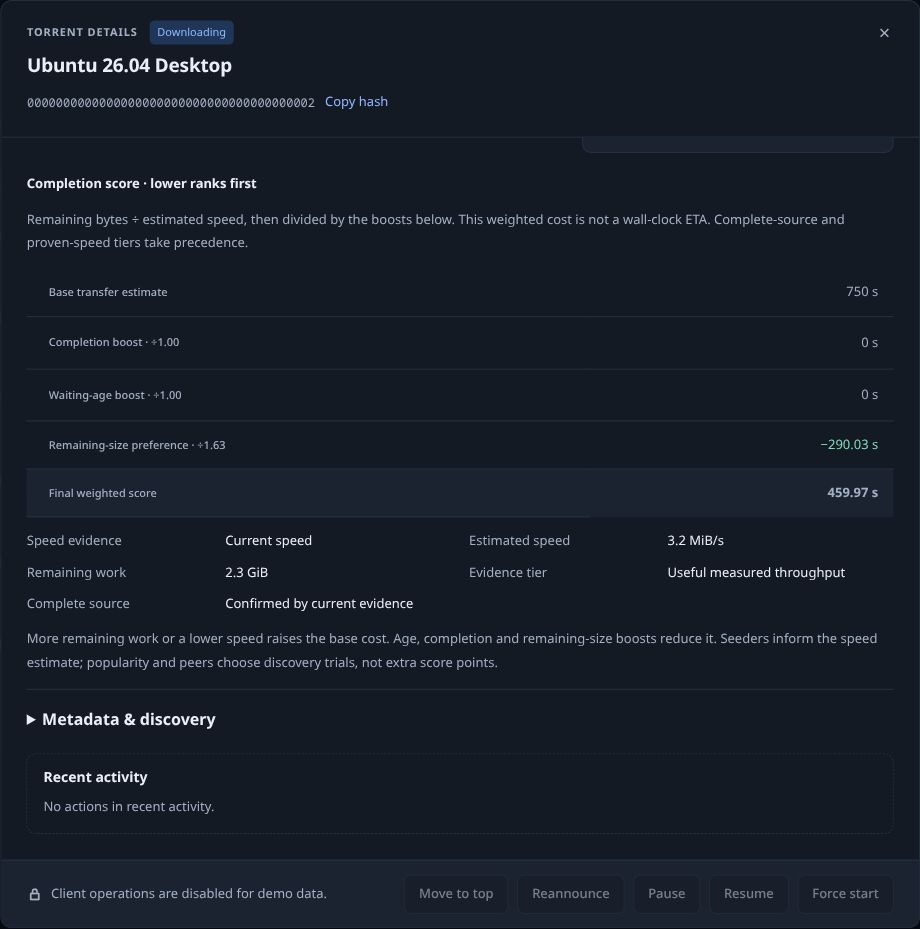 TORRENT DETAILS Downloading ×
Ubuntu 26.04 Desktop
0000000000000000000000000000000000000002 Copy hash
Completion score · lower ranks first
Remaining bytes ÷ estimated speed, then divided by the boosts below. This weighted cost is not a wall-clock ETA. Complete-source and
proven-speed tiers take precedence.
Base transfer estimate 750 s
Completion boost · ÷1.00 0 s
Waiting-age boost · ÷1.00 0 s
Remaining-size preference · ÷1.63 −290.03 s
Final weighted score 459.97 s
Speed evidence Current speed Estimated speed 3.2 MiB/s
Remaining work 2.3 GiB Evidence tier Useful measured throughput
Complete source Confirmed by current evidence
More remaining work or a lower speed raises the base cost. Age, completion and remaining-size boosts reduce it. Seeders inform the speed
estimate; popularity and peers choose discovery trials, not extra score points.
Metadata & discovery
Recent activity
No actions in recent activity.
Client operations are disabled for demo data. Move to top Reannounce Pause Resume Force start